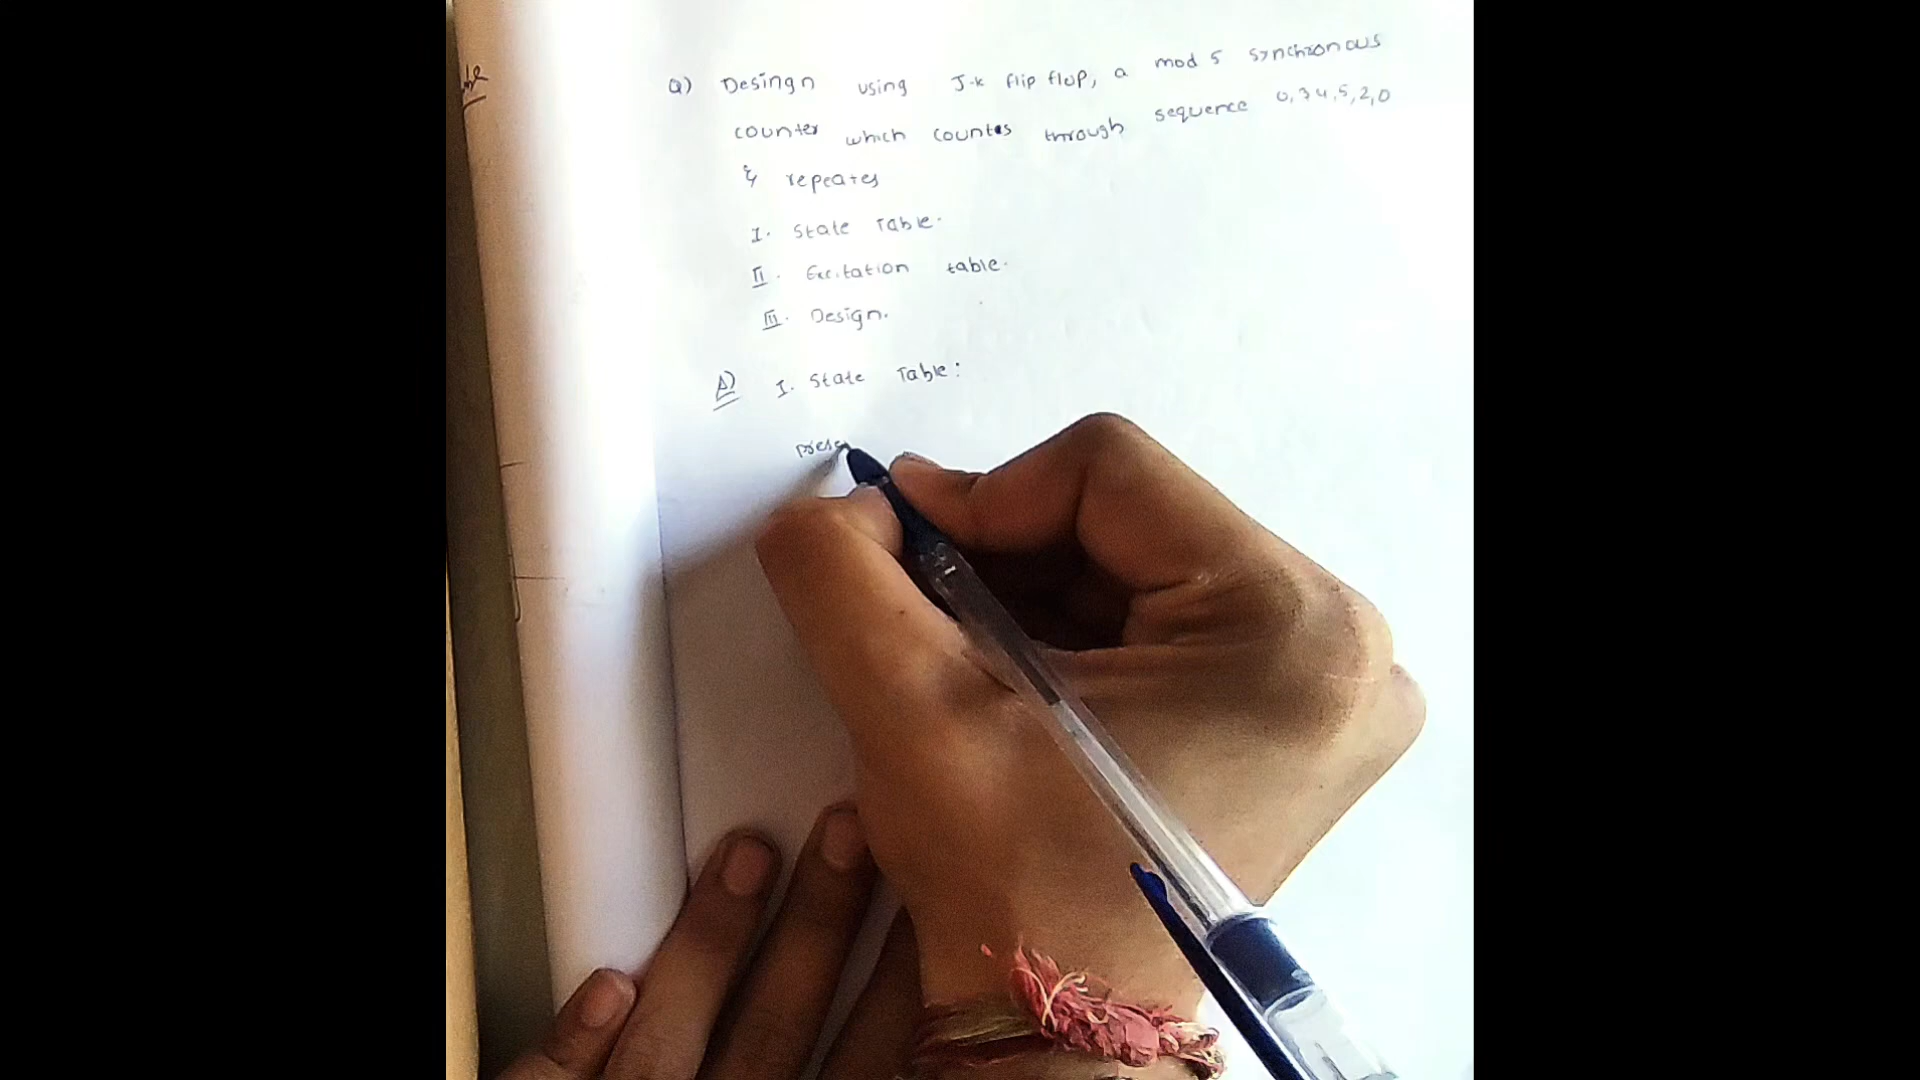 Q) Desingn using J-k flip flop, a mod 5 synchronous
counter which countes through sequence 0,3 4,5,2,0
& repeates
I. State Table.
II. Excitation table.
III. Design.
A) I. State Table:
prese